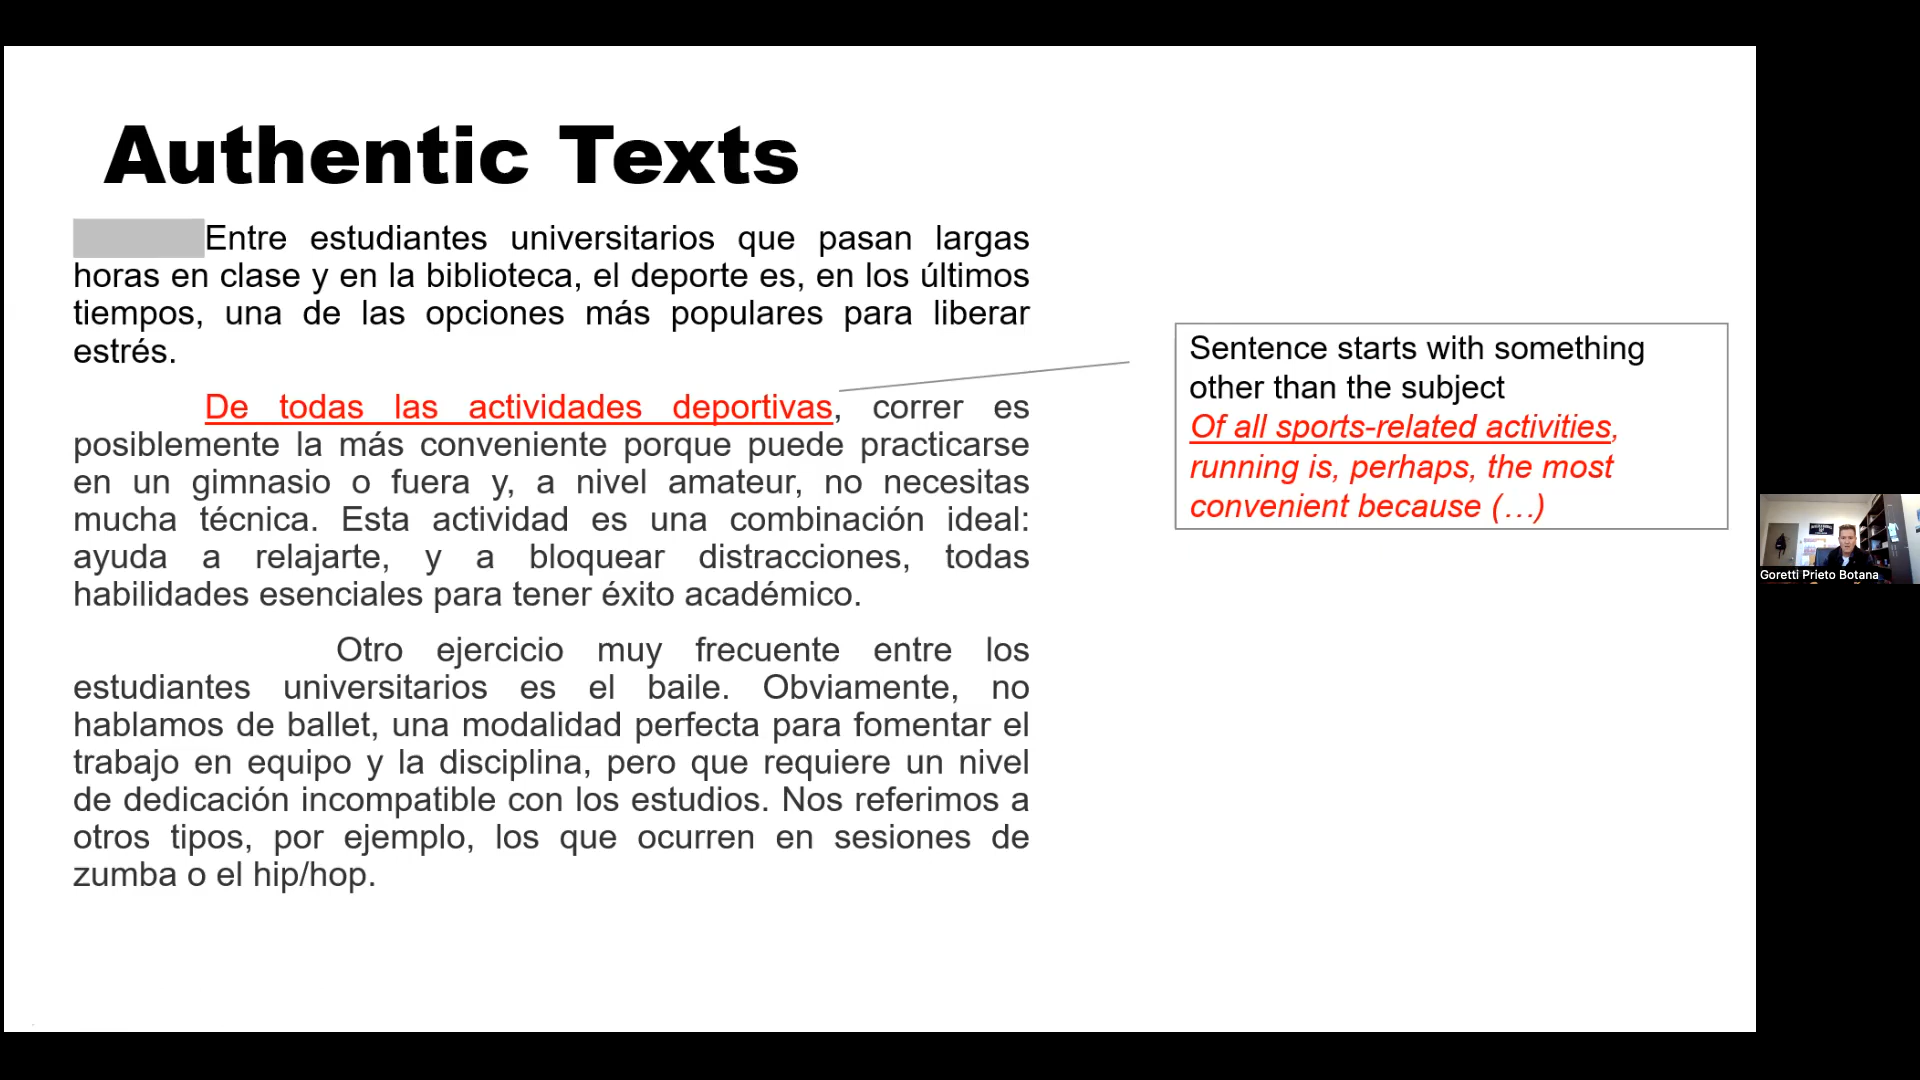 Authentic Texts
Entre estudiantes universitarios que pasan largas
horas en clase y en la biblioteca, el deporte es, en los últimos
tiempos, una de las opciones más populares para liberar
estrés.
De todas las actividades deportivas, correr es
posiblemente la más conveniente porque puede practicarse
en un gimnasio o fuera y, a nivel amateur, no necesitas
mucha técnica. Esta actividad es una combinación ideal:
ayuda a relajarte, y a bloquear distracciones, todas
habilidades esenciales para tener éxito académico.
Otro ejercicio muy frecuente entre los
estudiantes universitarios es el baile. Obviamente, no
hablamos de ballet, una modalidad perfecta para fomentar el
trabajo en equipo y la disciplina, pero que requiere un nivel
de dedicación incompatible con los estudios. Nos referimos a
otros tipos, por ejemplo, los que ocurren en sesiones de
zumba o el hip/hop.
Sentence starts with something
other than the subject
Of all sports-related activities,
running is, perhaps, the most
convenient because (…)
Goretti Prieto Botana